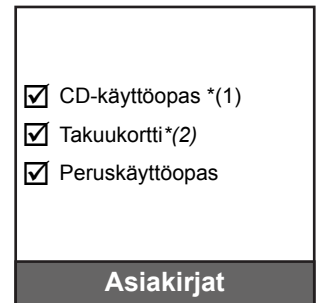 ☑ CD-käyttöopas *(1)
☑ Takuukortti*(2)
☑ Peruskäyttöopas
Asiakirjat